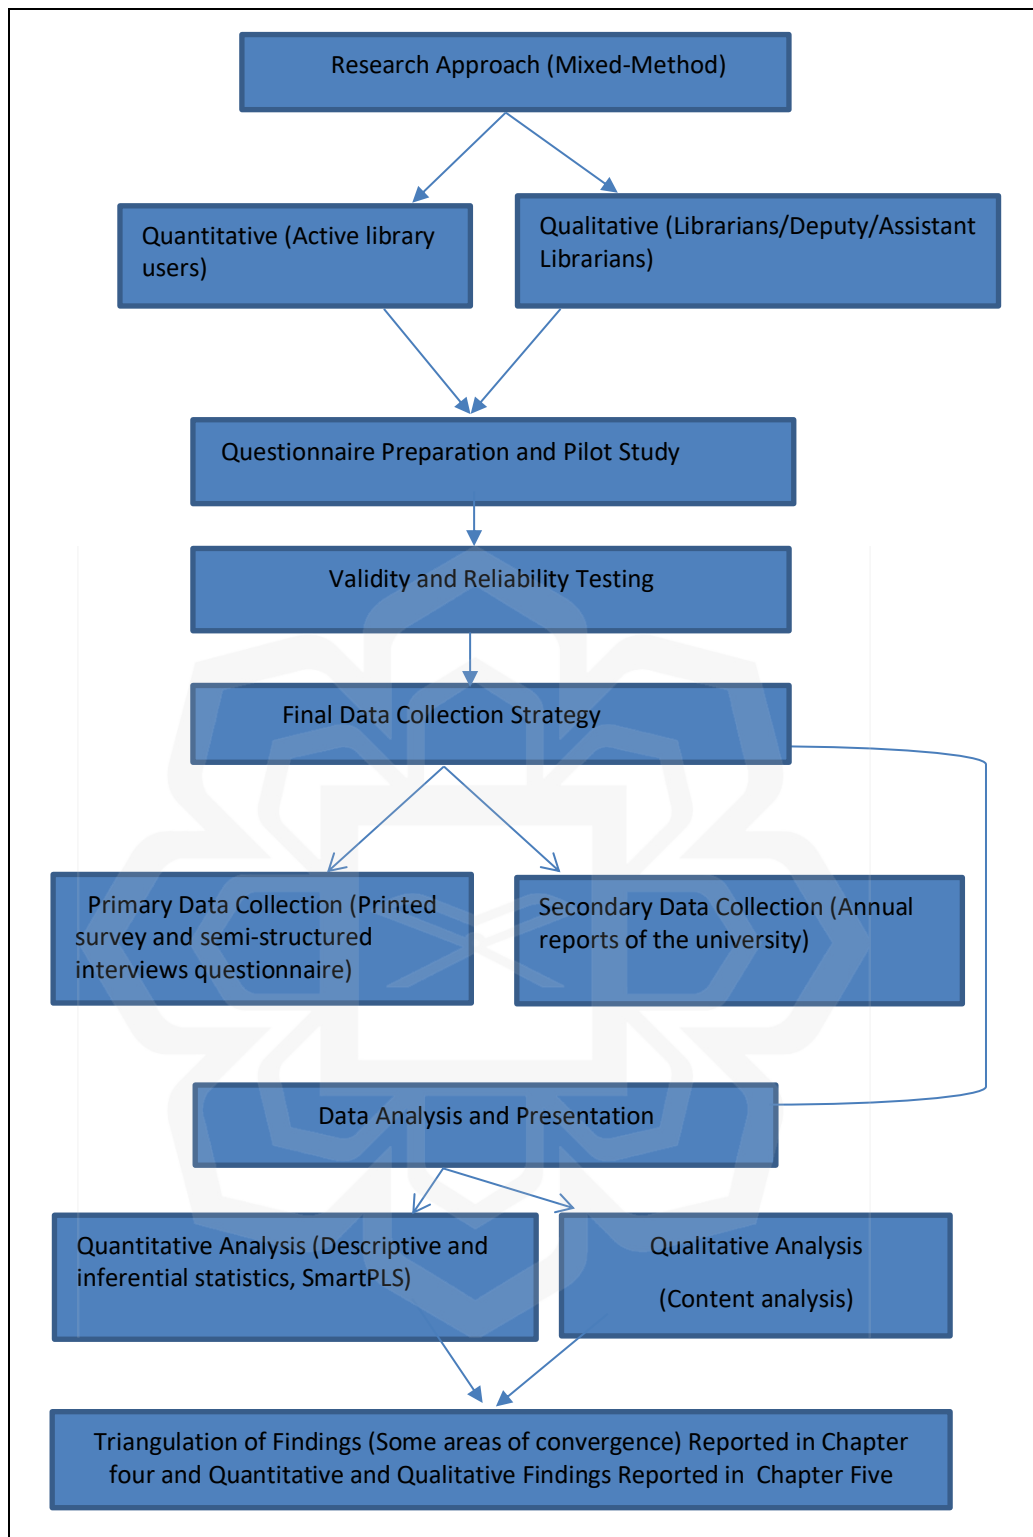 Research Approach (Mixed-Method)
Quantitative (Active library
users)
Qualitative (Librarians/Deputy/Assistant
Librarians)
Questionnaire Preparation and Pilot Study
Validity and Reliability Testing
Final Data Collection Strategy
Primary Data Collection (Printed
survey and semi-structured
interviews questionnaire)
Secondary Data Collection (Annual
reports of the university)
Data Analysis and Presentation
Quantitative Analysis (Descriptive and
inferential statistics, SmartPLS)
Qualitative Analysis
(Content analysis)
Triangulation of Findings (Some areas of convergence) Reported in Chapter
four and Quantitative and Qualitative Findings Reported in Chapter Five